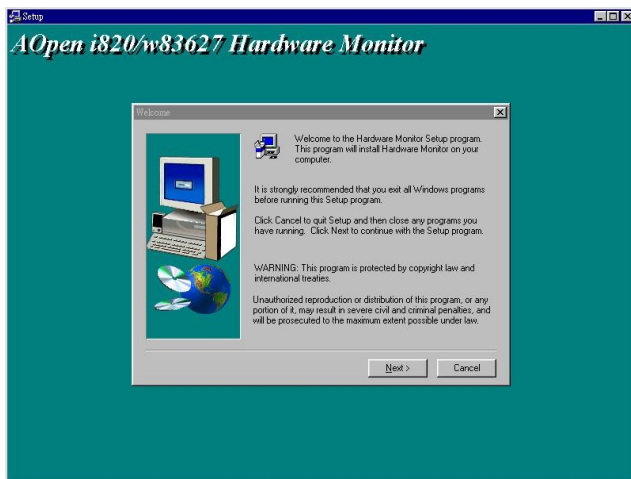 Setup
AOpen i820/w83627 Hardware Monitor
Welcome
Welcome to the Hardware Monitor Setup program.
This program will install Hardware Monitor on your
computer.
It is strongly recommended that you exit all Windows programs
before running this Setup program.
Click Cancel to quit Setup and then close any programs you
have running. Click Next to continue with the Setup program.
WARNING: This program is protected by copyright law and
international treaties.
Unauthorized reproduction or distribution of this program, or any
portion of it, may result in severe civil and criminal penalties, and
will be prosecuted to the maximum extent possible under law.
Next >
Cancel